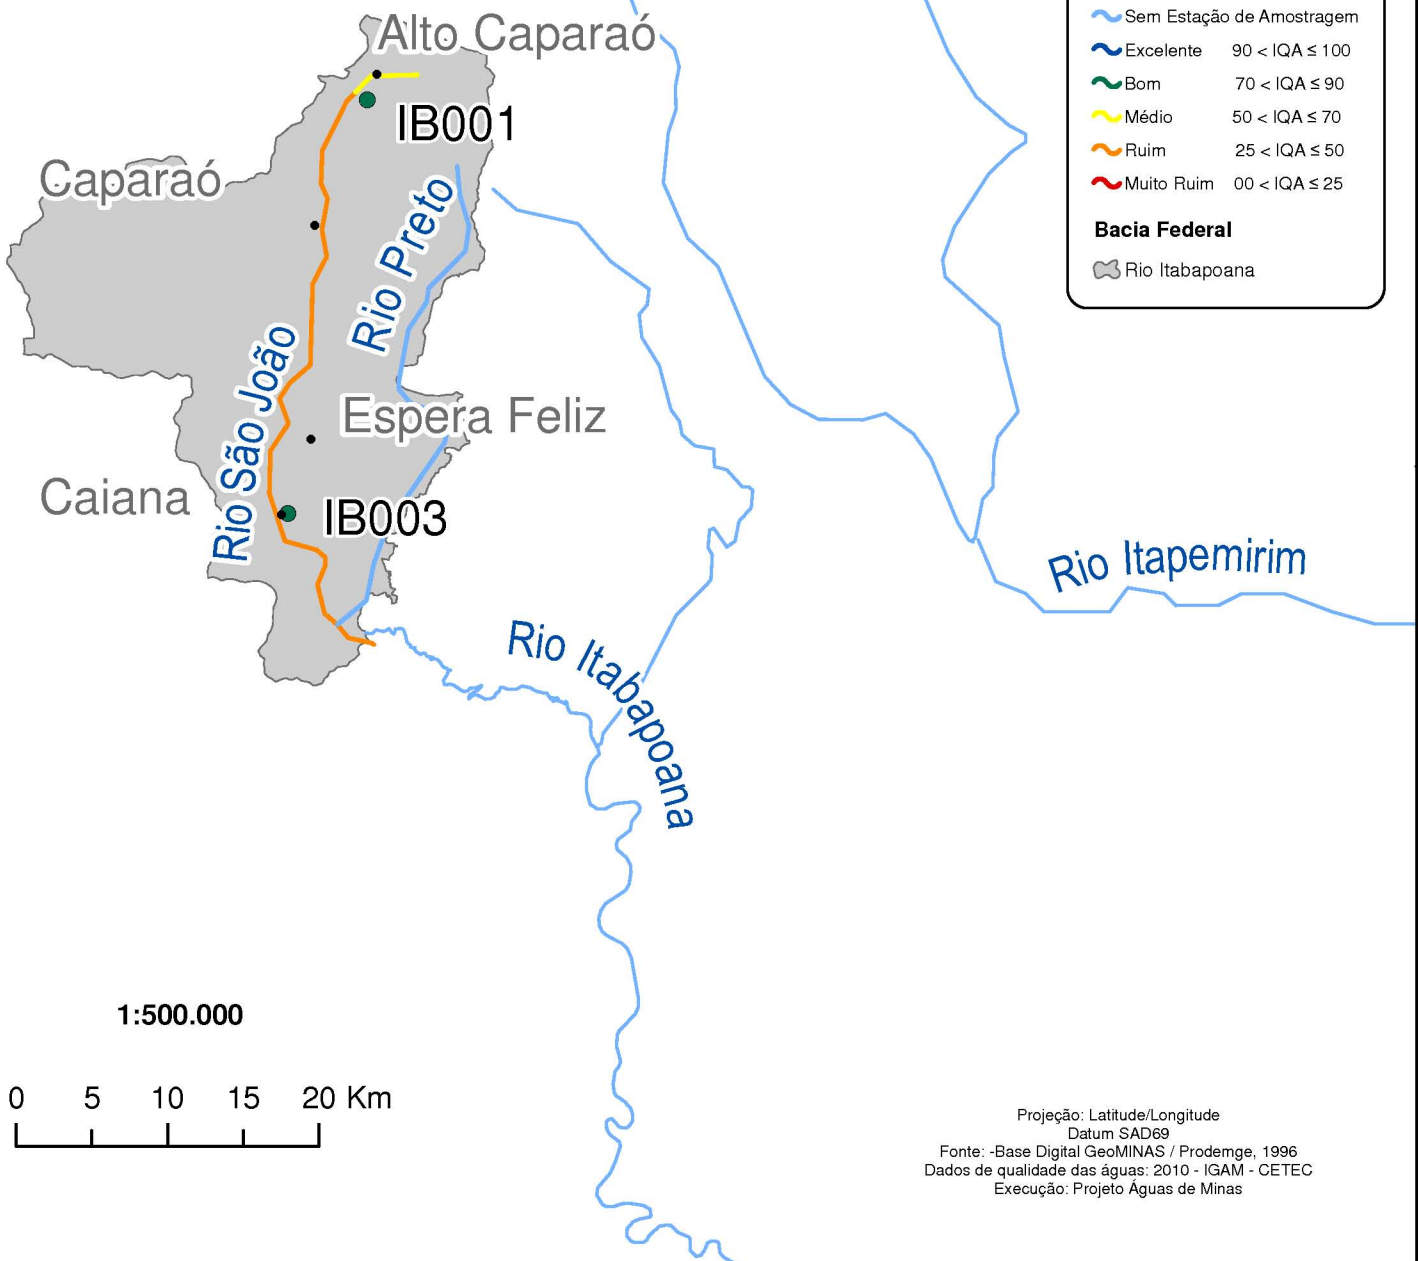 Sem Estação de Amostragem
Excelente 90 < IQA ≤ 100
Bom 70 < IQA ≤ 90
Médio 50 < IQA ≤ 70
Ruim 25 < IQA ≤ 50
Muito Ruim 00 < IQA ≤ 25
Bacia Federal
Rio Itabapoana
Alto Caparaó
IB001
Caparaó
Rio Preto
Rio São João
Espera Feliz
Caiana
IB003
Rio Itapemirim
Rio Itabapoana
1:500.000
0 5 10 15 20 Km
Projeção: Latitude/Longitude
Datum SAD69
Fonte: -Base Digital GeoMINAS / Prodemge, 1996
Dados de qualidade das águas: 2010 - IGAM - CETEC
Execução: Projeto Águas de Minas